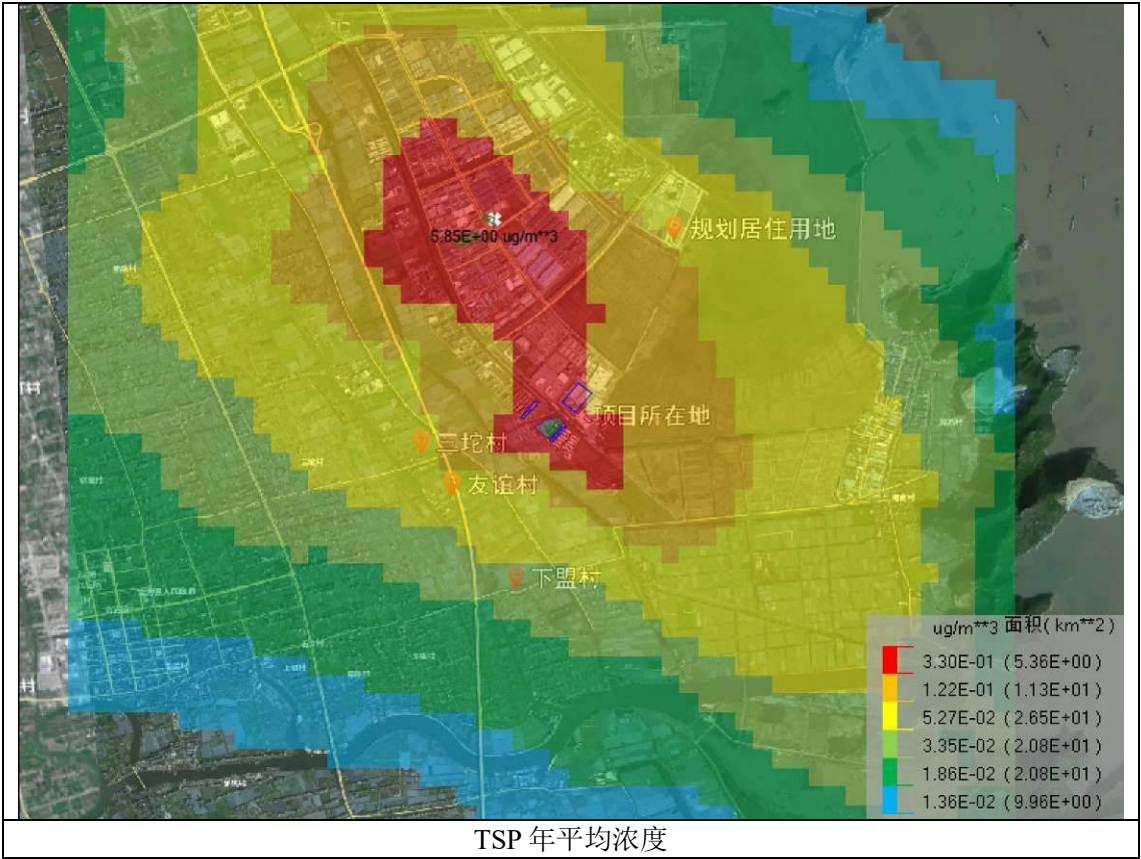 规划居住用地
5.85E+00 ug/m**3
项目所在地
三坨村
友谊村
下盟村
ug/m**3 面积(km**2)
3.30E-01 (5.36E+00)
1.22E-01 (1.13E+01)
5.27E-02 (2.65E+01)
3.35E-02 (2.08E+01)
1.86E-02 (2.08E+01)
1.36E-02 (9.96E+00)
TSP 年平均浓度